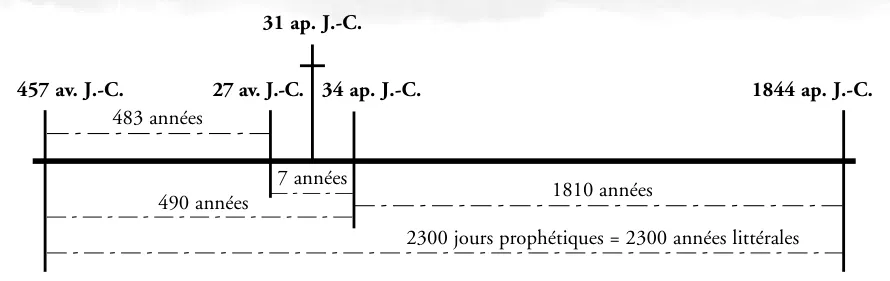 31 ap. J.-C.
457 av. J.-C. 27 av. J.-C. 34 ap. J.-C. 1844 ap. J.-C.
483 années
7 années
490 années
1810 années
2300 jours prophétiques = 2300 années littérales